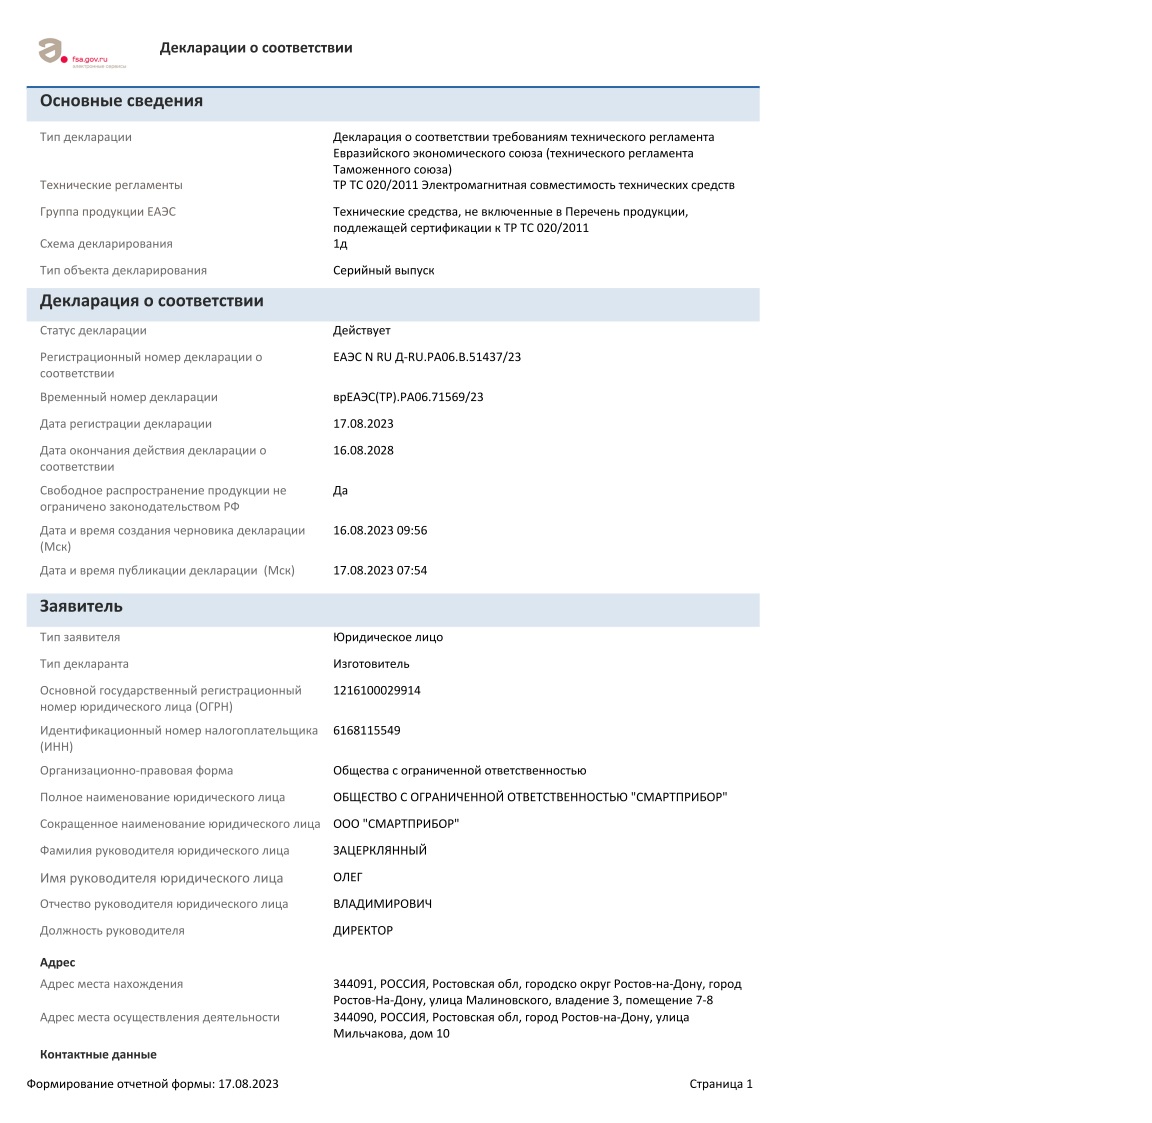 fsa.gov.ru
электронные сервисы
Декларации о соответствии
Основные сведения
Тип декларации
Декларация о соответствии требованиям технического регламента
Евразийского экономического союза (технического регламента
Таможенного союза)
Технические регламенты
ТР ТС 020/2011 Электромагнитная совместимость технических средств
Группа продукции ЕАЭС
Технические средства, не включенные в Перечень продукции,
подлежащей сертификации к ТР ТС 020/2011
Схема декларирования
1д
Тип объекта декларирования
Серийный выпуск
Декларация о соответствии
Статус декларации
Действует
Регистрационный номер декларации о
соответствии
ЕАЭС N RU Д-RU.РА06.В.51437/23
Временный номер декларации
врЕАЭС(ТР).РА06.71569/23
Дата регистрации декларации
17.08.2023
Дата окончания действия декларации о
соответствии
16.08.2028
Свободное распространение продукции не
ограничено законодательством РФ
Да
Дата и время создания черновика декларации
(Мск)
16.08.2023 09:56
Дата и время публикации декларации (Мск)
17.08.2023 07:54
Заявитель
Тип заявителя
Юридическое лицо
Тип декларанта
Изготовитель
Основной государственный регистрационный
номер юридического лица (ОГРН)
1216100029914
Идентификационный номер налогоплательщика
(ИНН)
6168115549
Организационно-правовая форма
Общества с ограниченной ответственностью
Полное наименование юридического лица
ОБЩЕСТВО С ОГРАНИЧЕННОЙ ОТВЕТСТВЕННОСТЬЮ "СМАРТПРИБОР"
Сокращенное наименование юридического лица
ООО "СМАРТПРИБОР"
Фамилия руководителя юридического лица
ЗАЦЕРКЛЯННЫЙ
Имя руководителя юридического лица
ОЛЕГ
Отчество руководителя юридического лица
ВЛАДИМИРОВИЧ
Должность руководителя
ДИРЕКТОР
Адрес
Адрес места нахождения
344091, РОССИЯ, Ростовская обл, городско округ Ростов-на-Дону, город
Ростов-На-Дону, улица Малиновского, владение 3, помещение 7-8
Адрес места осуществления деятельности
344090, РОССИЯ, Ростовская обл, город Ростов-на-Дону, улица
Мильчакова, дом 10
Контактные данные
Формирование отчетной формы: 17.08.2023
Страница 1